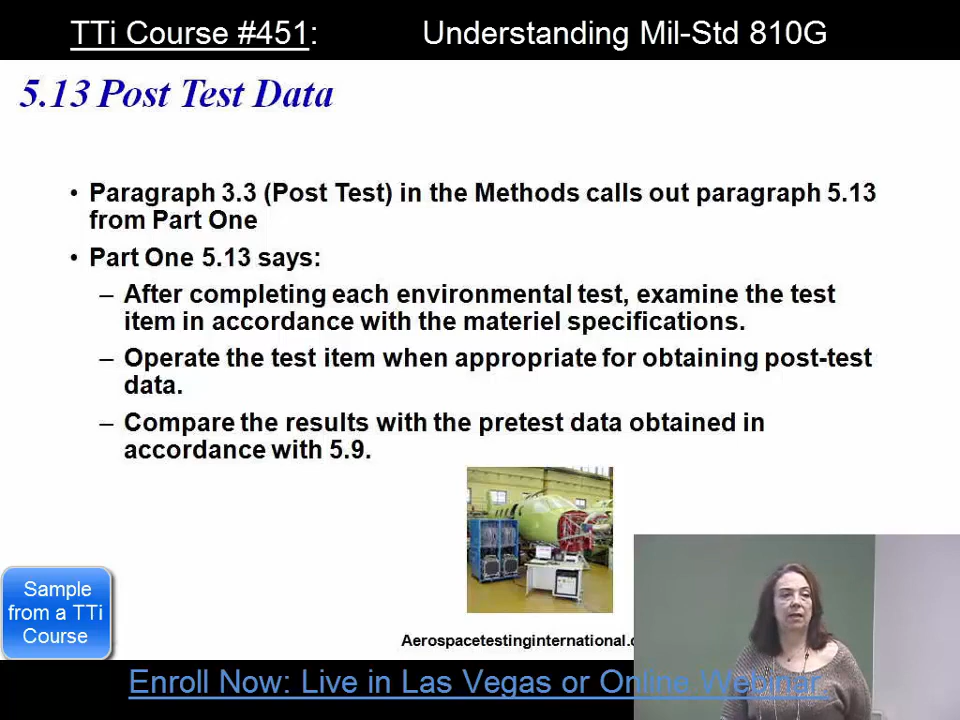 TTi Course #451: Understanding Mil-Std 810G
5.13 Post Test Data
• Paragraph 3.3 (Post Test) in the Methods calls out paragraph 5.13
from Part One
• Part One 5.13 says:
– After completing each environmental test, examine the test
item in accordance with the materiel specifications.
– Operate the test item when appropriate for obtaining post-test
data.
– Compare the results with the pretest data obtained in
accordance with 5.9.
Sample
from a TTi
Course
Aerospacetestinginternational.c
Enroll Now: Live in Las Vegas or Online Webinar.